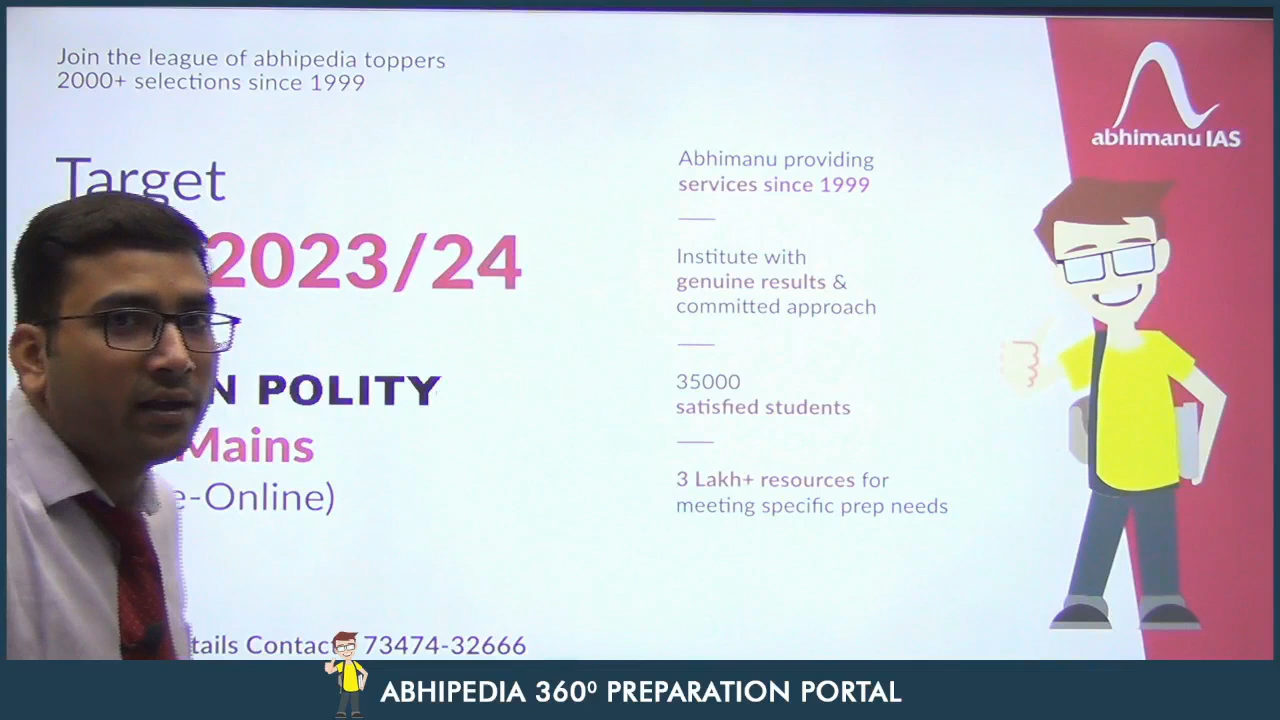 Join the league of abhipedia toppers
2000+ selections since 1999
Target
2023/24
POLITY
Mains
-Online)
Contact 73474-32666
Abhimanu providing
services since 1999
Institute with
genuine results &
committed approach
35000
satisfied students
3 Lakh+ resources for
meeting specific prep needs
abhimanu IAS
ABHIPEDIA 360⁰ PREPARATION PORTAL